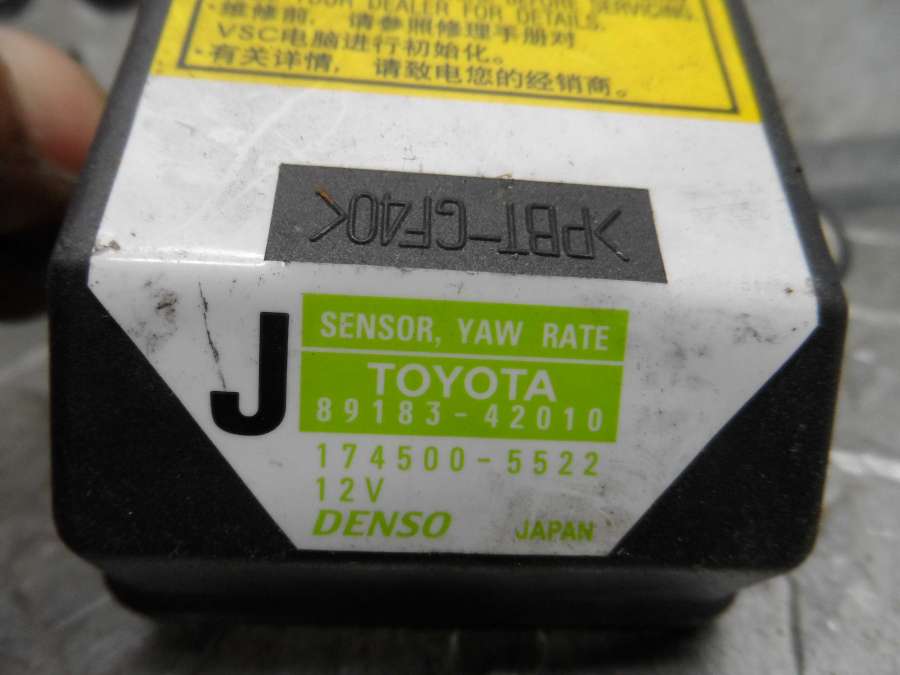 BEFORE SERVICING
YOUR DEALER FOR DETAILS.
·维修前，请参照修理手册对
VSC电脑进行初始化。
·有关详情，请致电您的经销商。
>PBT-GF40<
J
SENSOR, YAW RATE
TOYOTA
89183-42010
174500-5522
12V
DENSO JAPAN